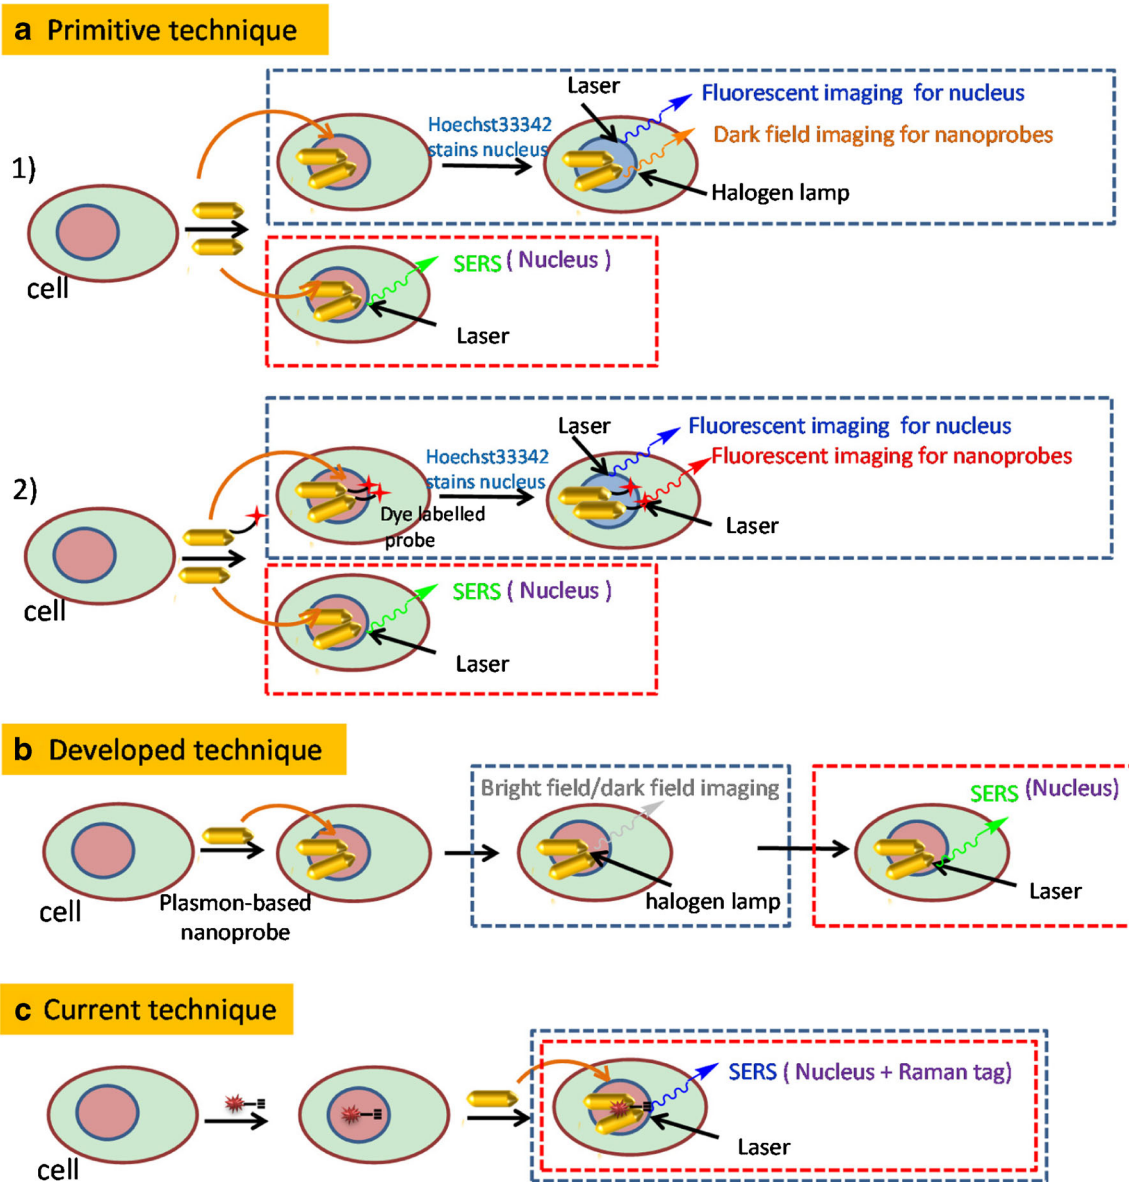 a Primitive technique
1)
Laser
Fluorescent imaging for nucleus
Hoechst33342
stains nucleus
Dark field imaging for nanoprobes
Halogen lamp
cell
SERS ( Nucleus )
Laser
2)
Laser
Fluorescent imaging for nucleus
Hoechst33342
stains nucleus
Fluorescent imaging for nanoprobes
Dye labelled
probe
Laser
cell
SERS ( Nucleus )
Laser
b Developed technique
Bright field/dark field imaging
SERS (Nucleus)
cell
Plasmon-based
nanoprobe
halogen lamp
Laser
c Current technique
SERS ( Nucleus + Raman tag)
Laser
cell